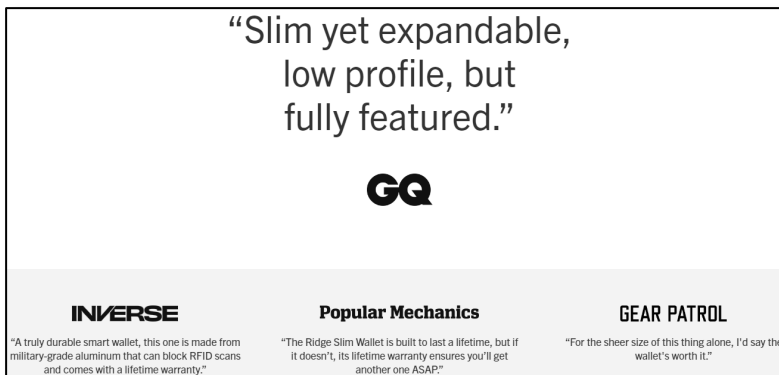 “Slim yet expandable,
low profile, but
fully featured.”
GQ
INVERSE
“A truly durable smart wallet, this one is made from
military-grade aluminum that can block RFID scans
and comes with a lifetime warranty.”
Popular Mechanics
“The Ridge Slim Wallet is built to last a lifetime, but if
it doesn’t, its lifetime warranty ensures you’ll get
another one ASAP.”
GEAR PATROL
“For the sheer size of this thing alone, I’d say the
wallet’s worth it.”